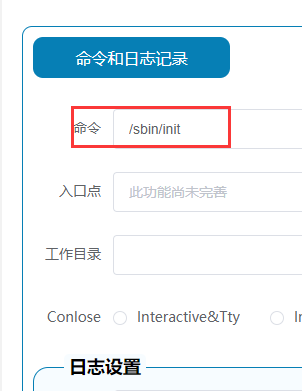 命令和日志记录
命令 /sbin/init
入口点 此功能尚未完善
工作目录
Conlose Interactive&Tty
日志设置